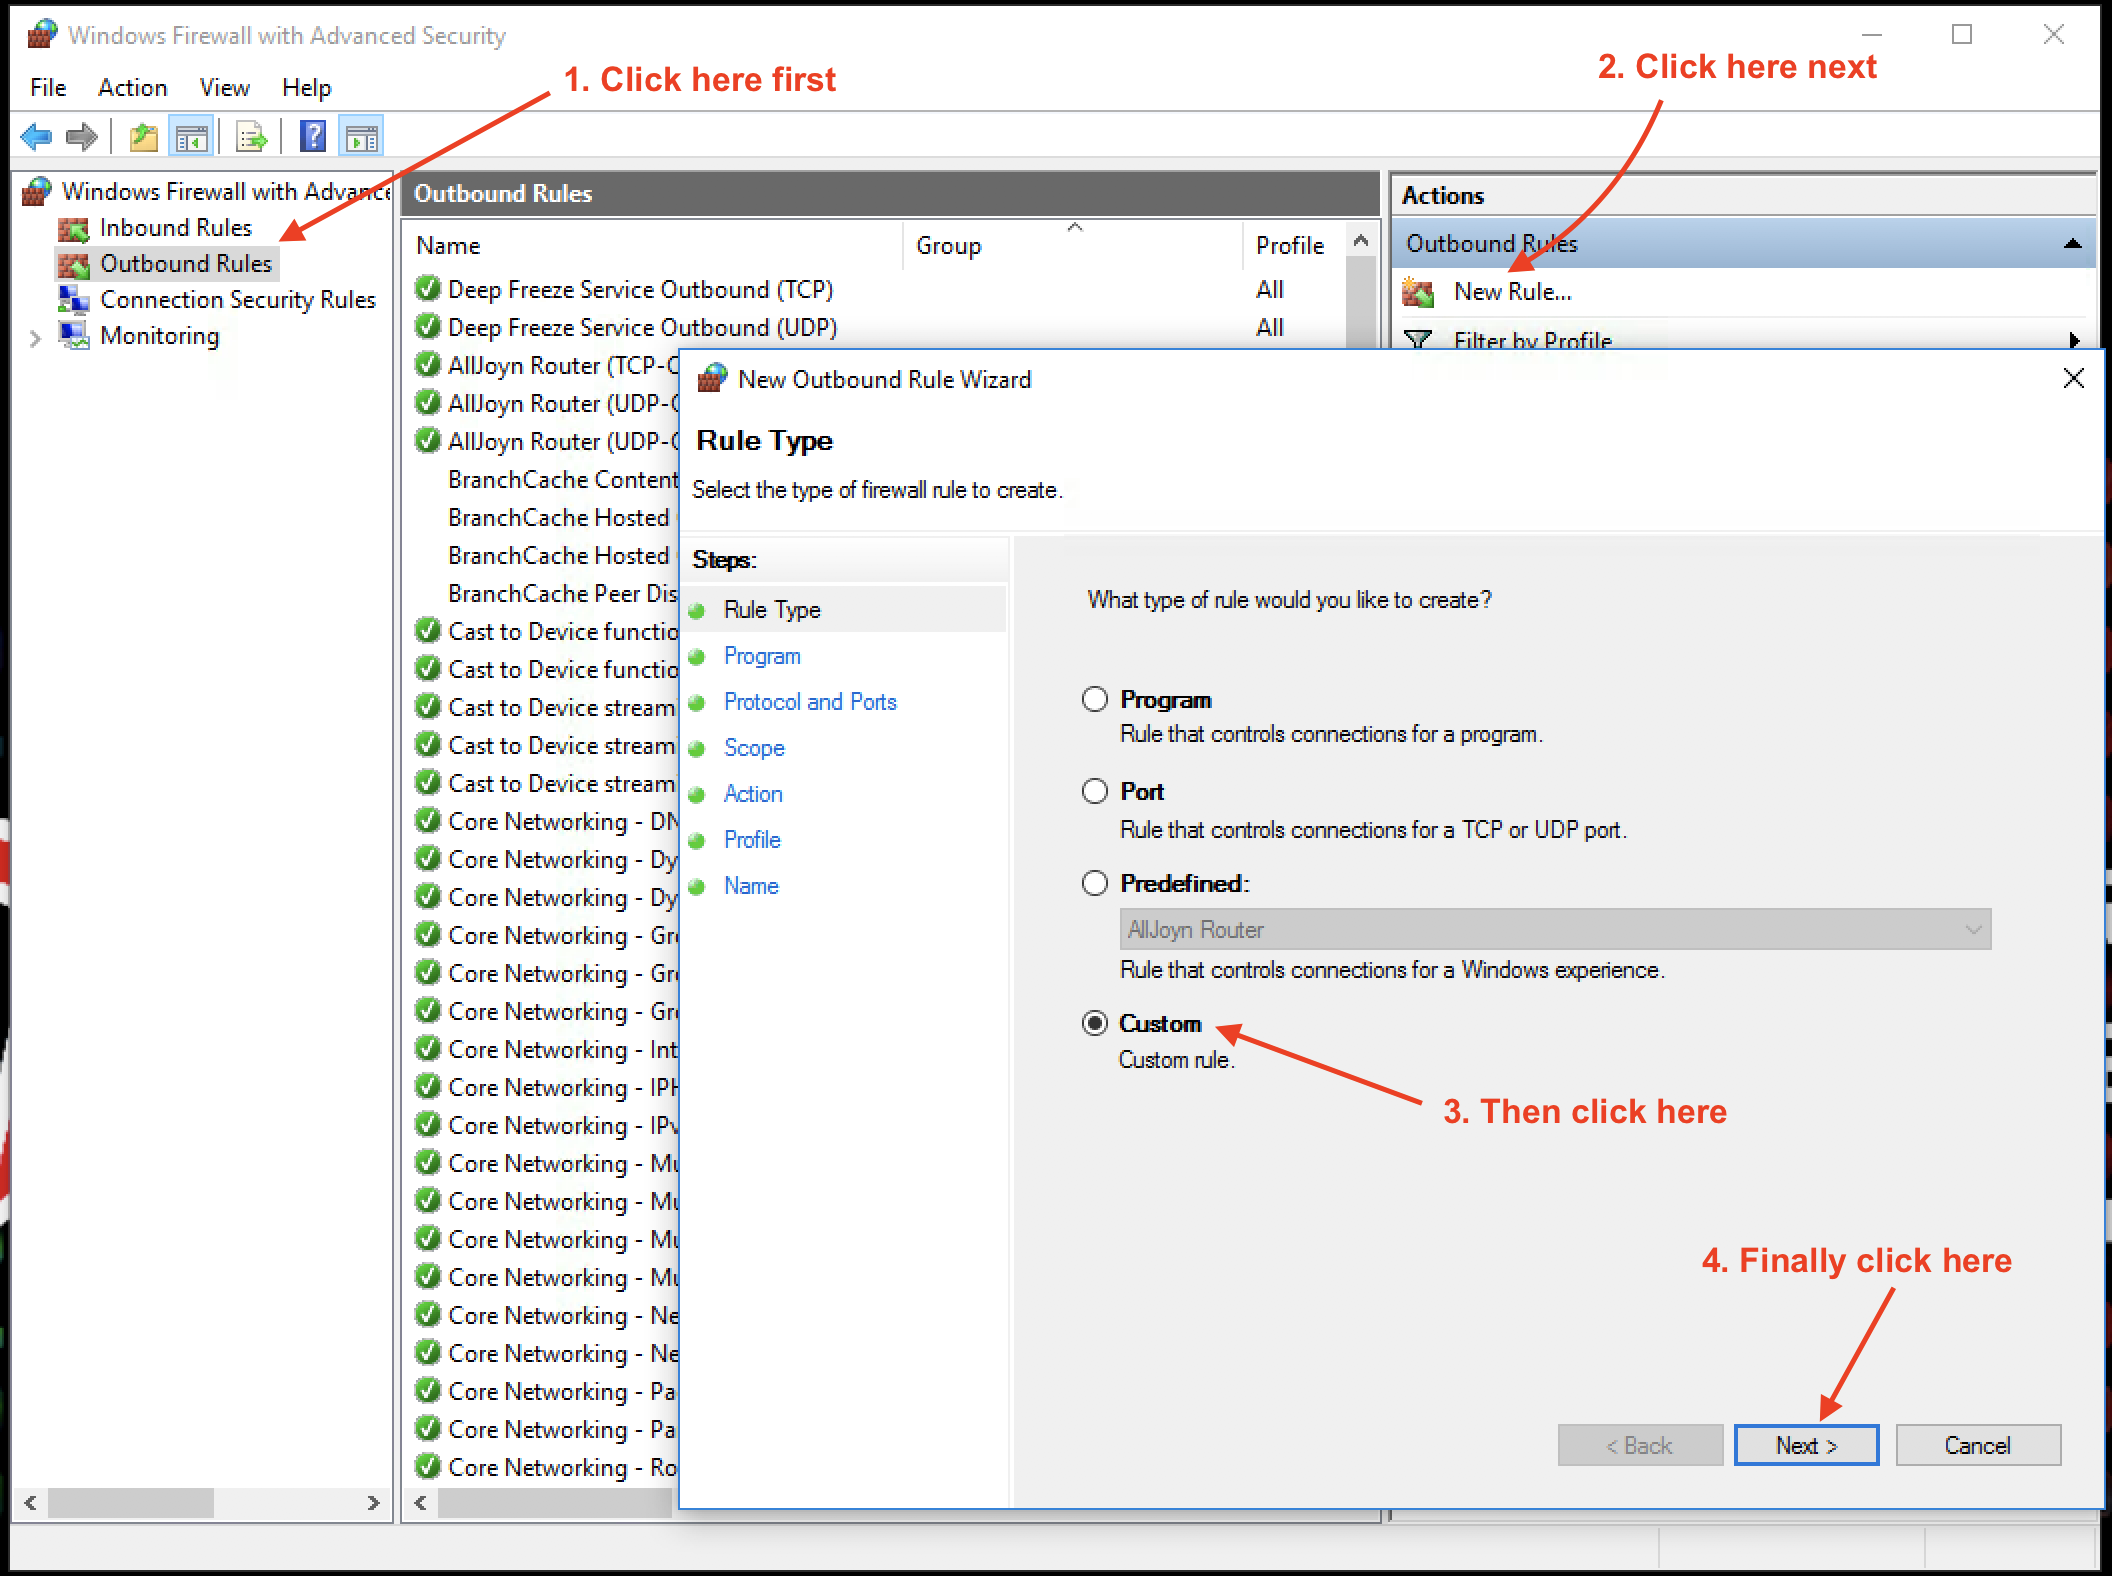 Windows Firewall with Advanced Security
1. Click here first
2. Click here next
File Action View Help
Windows Firewall with Advance
Inbound Rules
Outbound Rules
Connection Security Rules
Monitoring
Outbound Rules
Name Group Profile
Deep Freeze Service Outbound (TCP) All
Deep Freeze Service Outbound (UDP) All
AllJoyn Router (TCP-O
AllJoyn Router (UDP-O
AllJoyn Router (UDP-O
BranchCache Content
BranchCache Hosted
BranchCache Hosted
BranchCache Peer Dis
Cast to Device functio
Cast to Device functio
Cast to Device stream
Cast to Device stream
Cast to Device stream
Core Networking - DN
Core Networking - Dy
Core Networking - Dy
Core Networking - Gro
Core Networking - Gro
Core Networking - Gro
Core Networking - Int
Core Networking - IPH
Core Networking - IPv
Core Networking - Mu
Core Networking - Mu
Core Networking - Mu
Core Networking - Mu
Core Networking - Ne
Core Networking - Ne
Core Networking - Pa
Core Networking - Pa
Core Networking - Ro
Actions
Outbound Rules
New Rule...
Filter by Profile
New Outbound Rule Wizard
Rule Type
Select the type of firewall rule to create.
Steps:
Rule Type
Program
Protocol and Ports
Scope
Action
Profile
Name
What type of rule would you like to create?
Program
Rule that controls connections for a program.
Port
Rule that controls connections for a TCP or UDP port.
Predefined:
AllJoyn Router
Rule that controls connections for a Windows experience.
Custom
Custom rule.
3. Then click here
4. Finally click here
< Back Next > Cancel